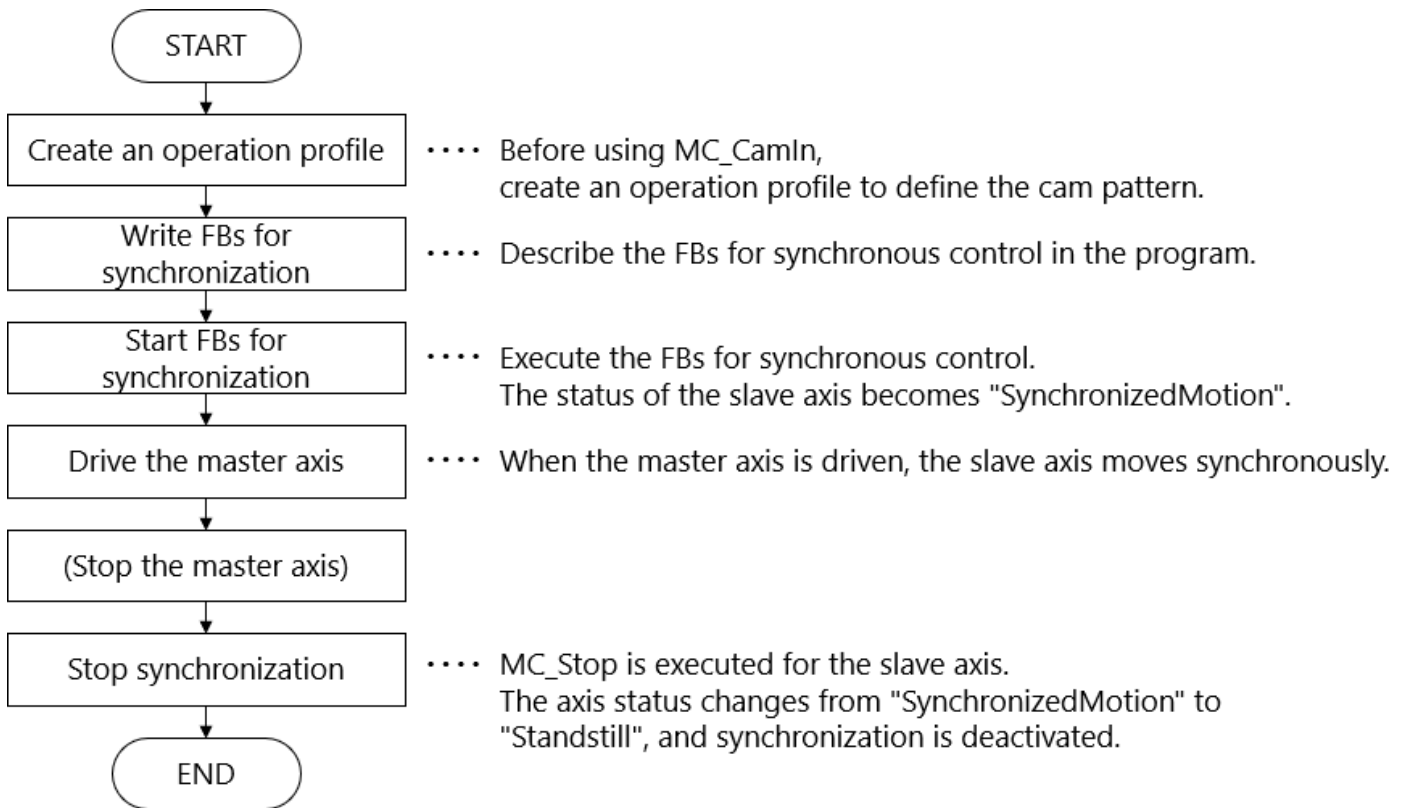 START
Create an operation profile
···· Before using MC_CamIn,
create an operation profile to define the cam pattern.
Write FBs for
synchronization
···· Describe the FBs for synchronous control in the program.
Start FBs for
synchronization
···· Execute the FBs for synchronous control.
The status of the slave axis becomes "SynchronizedMotion".
Drive the master axis
···· When the master axis is driven, the slave axis moves synchronously.
(Stop the master axis)
Stop synchronization
···· MC_Stop is executed for the slave axis.
The axis status changes from "SynchronizedMotion" to
"Standstill", and synchronization is deactivated.
END